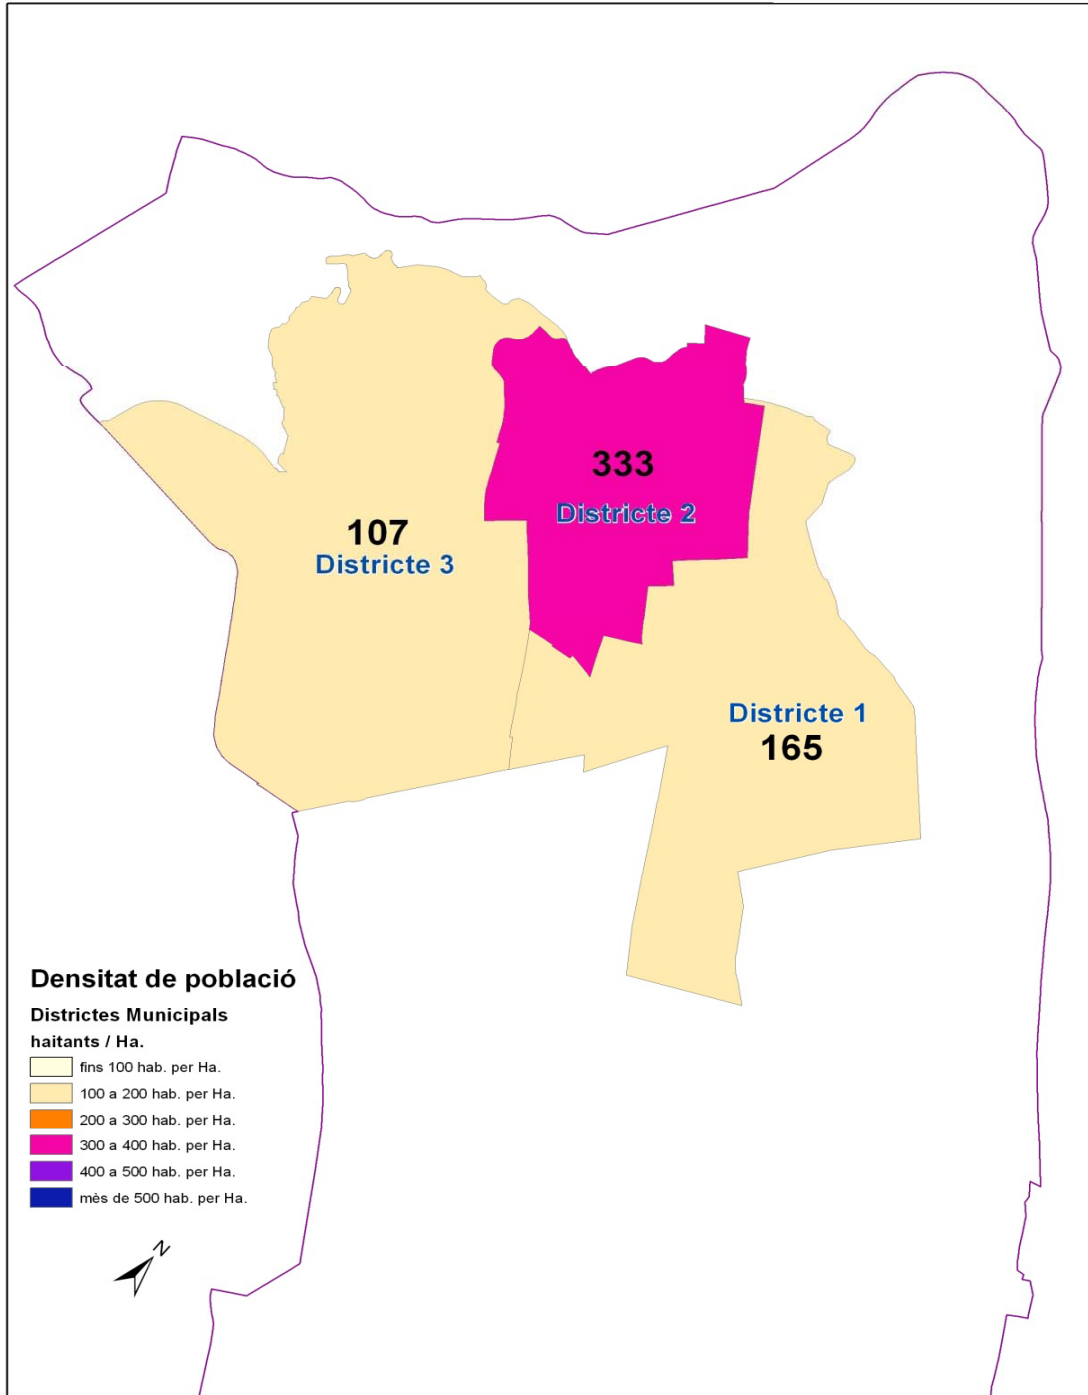 333
Districte 2
107
Districte 3
Districte 1
165
Densitat de població
Districtes Municipals
haitants / Ha.
fins 100 hab. per Ha.
100 a 200 hab. per Ha.
200 a 300 hab. per Ha.
300 a 400 hab. per Ha.
400 a 500 hab. per Ha.
mès de 500 hab. per Ha.
N